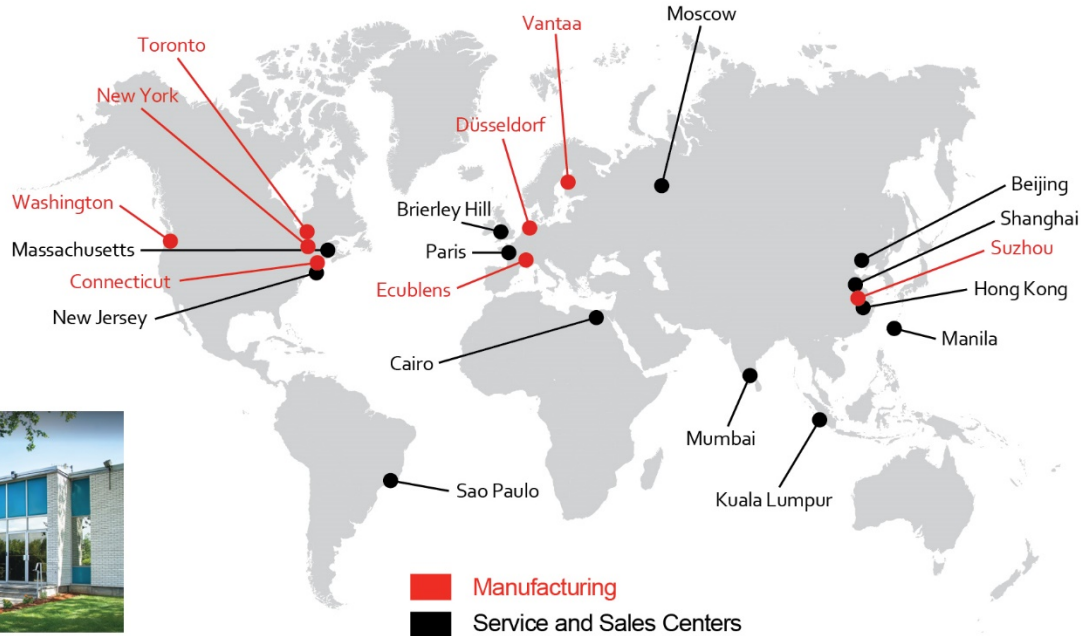 Moscow
Vantaa
Toronto
New York
Düsseldorf
Washington
Brierley Hill
Beijing
Shanghai
Massachusetts
Paris
Suzhou
Connecticut
Ecublens
Hong Kong
New Jersey
Manila
Cairo
Mumbai
Sao Paulo
Kuala Lumpur
Manufacturing
Service and Sales Centers